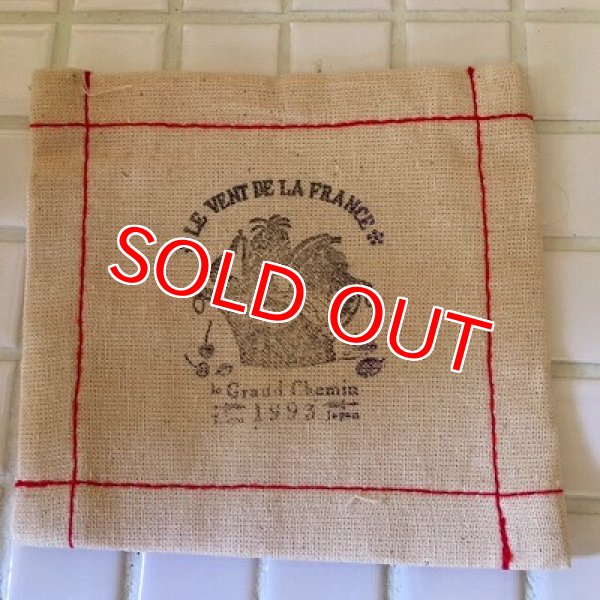 LE VENT DE LA FRANCE
SOLD OUT
le Grand Chemin
1993 Japan